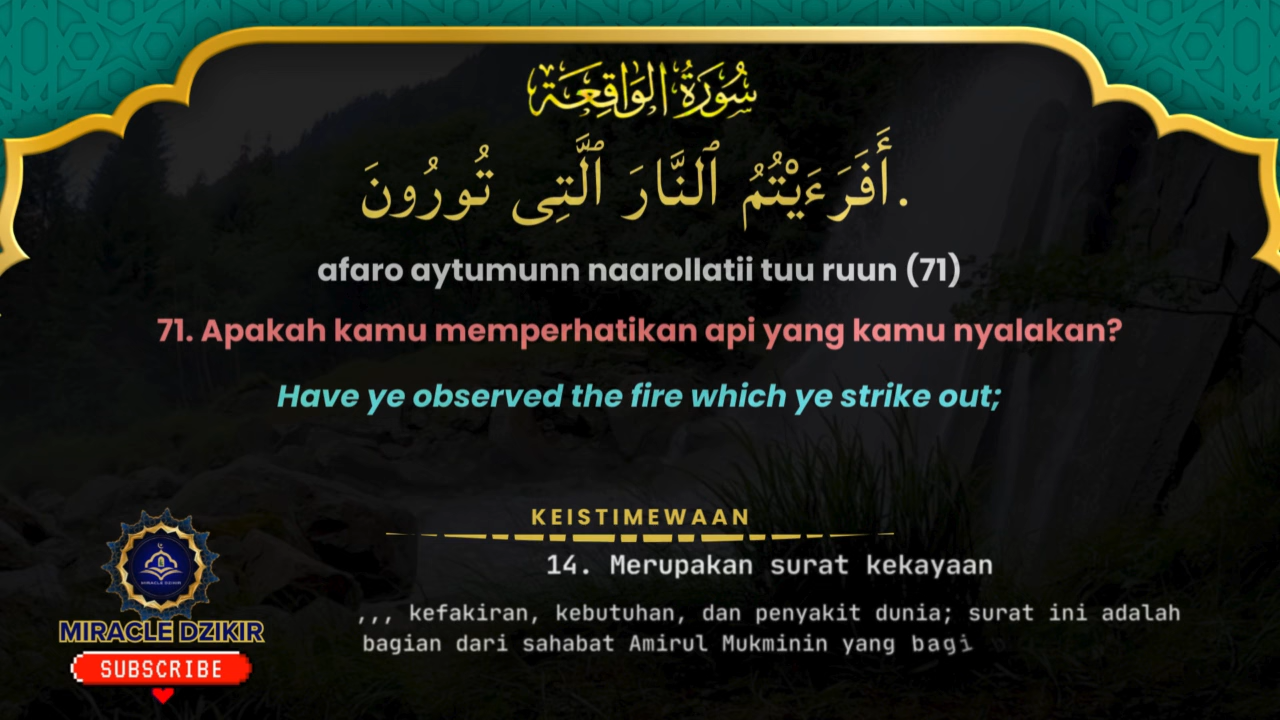 سُورَةُ الوَاقِعَة
أَفَرَءَيْتُمُ ٱلنَّارَ ٱلَّتِى تُورُونَ.
afaro aytumunn naarollatii tuu ruun (71)
71. Apakah kamu memperhatikan api yang kamu nyalakan?
Have ye observed the fire which ye strike out;
KEISTIMEWAAN
14. Merupakan surat kekayaan
,,, kefakiran, kebutuhan, dan penyakit dunia; surat ini adalah
bagian dari sahabat Amirul Mukminin yang bagi
MIRACLE DZIKIR
MIRACLE DZIKIR
SUBSCRIBE